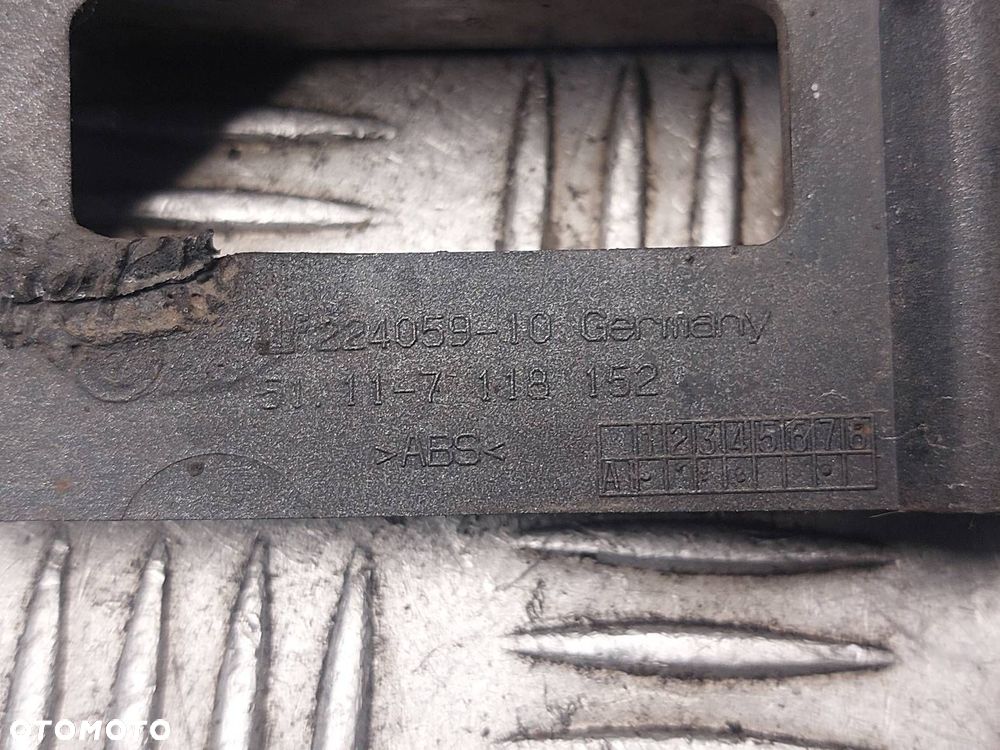 224059-10 Germany
51.11-7 118 152
>ABS<
1 2 3 4 5 6 7 8
A
OTOMOTO